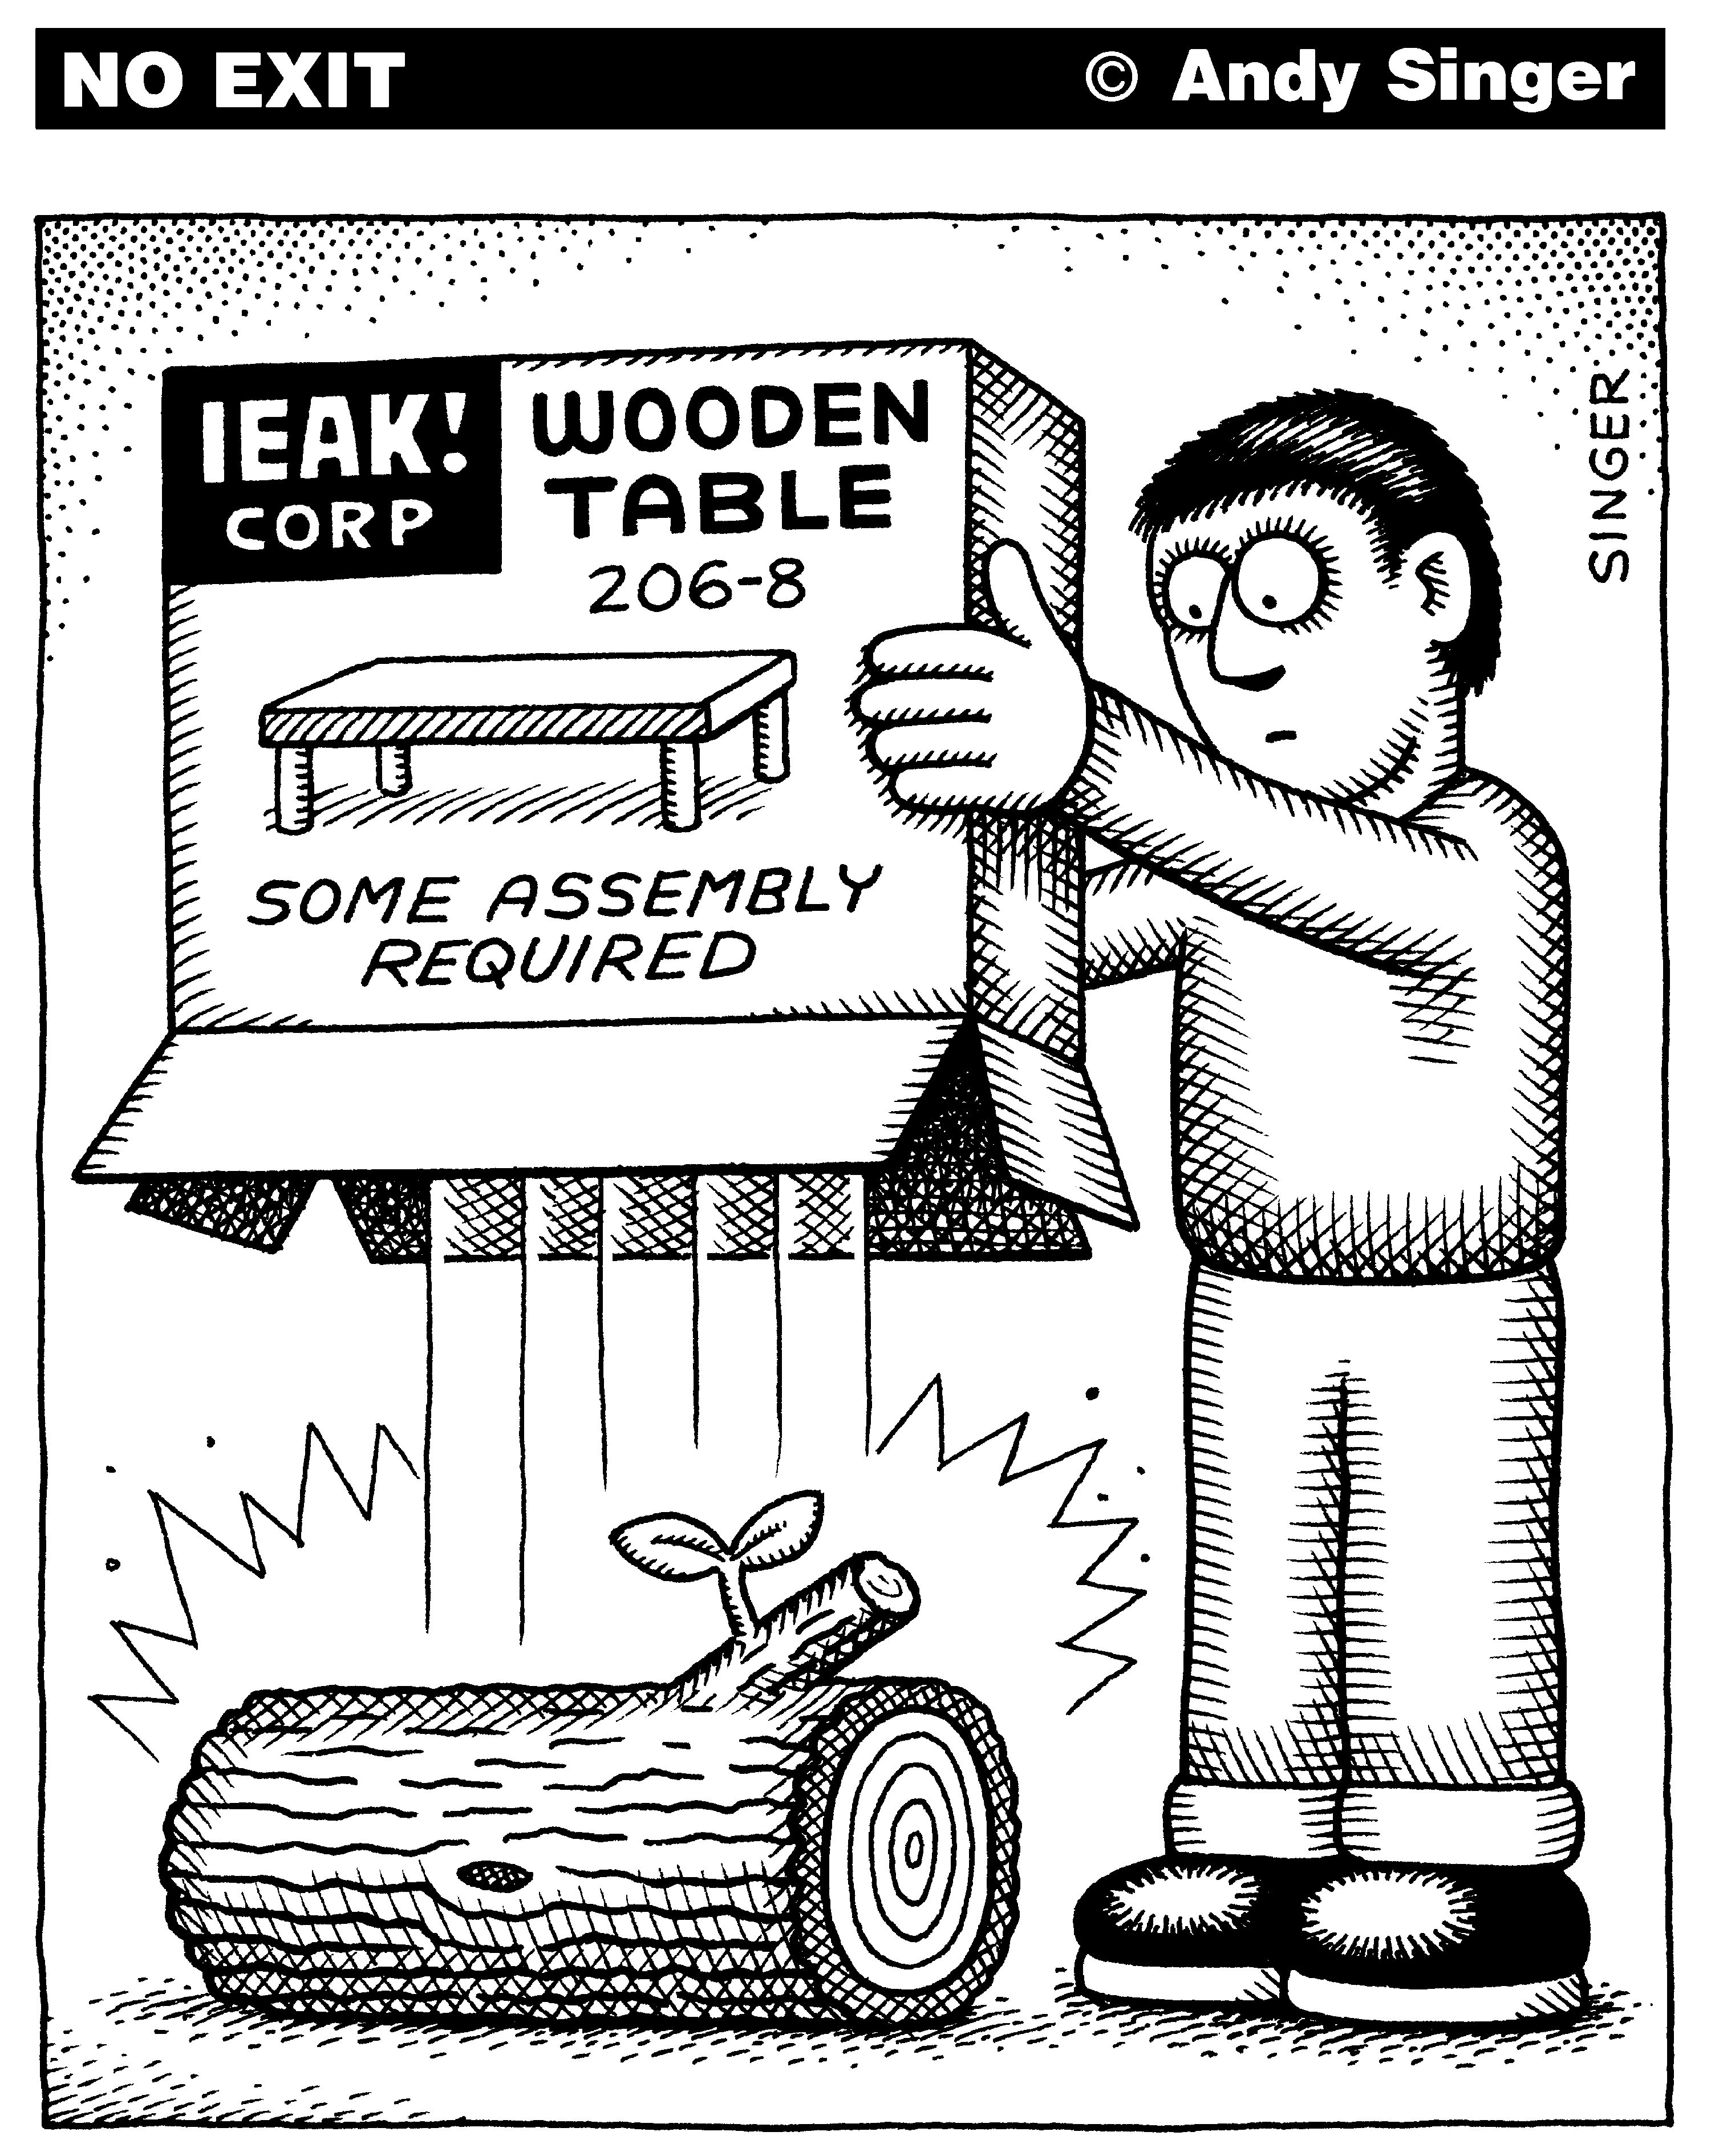 NO EXIT
© Andy Singer
IEAK!
CORP
WOODEN
TABLE
206-8
SOME ASSEMBLY
REQUIRED
SINGER